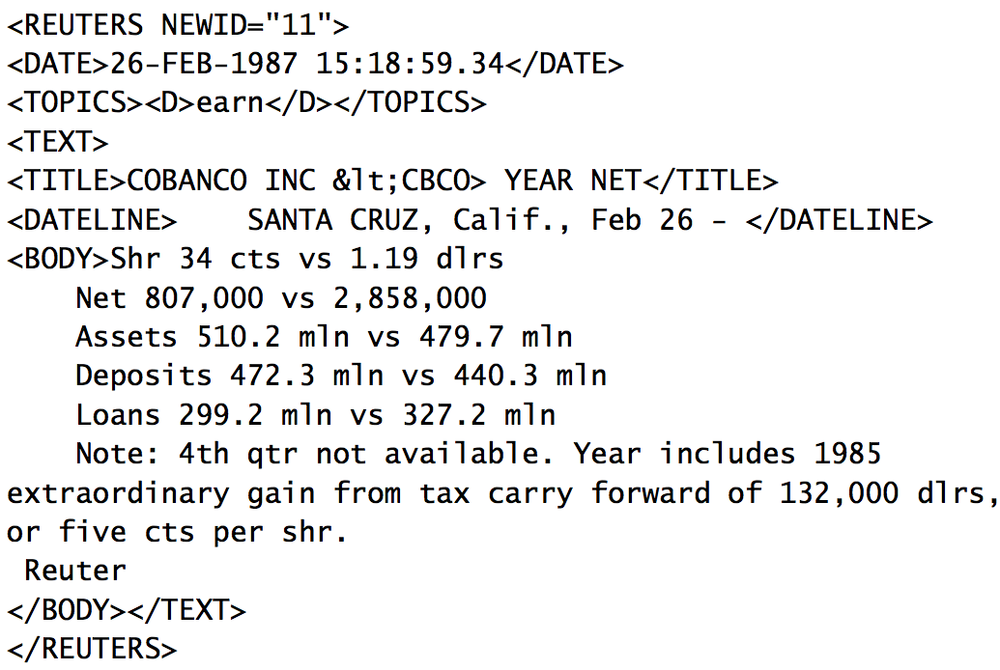 <REUTERS NEWID="11">
<DATE>26-FEB-1987 15:18:59.34</DATE>
<TOPICS><D>earn</D></TOPICS>
<TEXT>
<TITLE>COBANCO INC &lt;CBCO> YEAR NET</TITLE>
<DATELINE>    SANTA CRUZ, Calif., Feb 26 - </DATELINE>
<BODY>Shr 34 cts vs 1.19 dlrs
    Net 807,000 vs 2,858,000
    Assets 510.2 mln vs 479.7 mln
    Deposits 472.3 mln vs 440.3 mln
    Loans 299.2 mln vs 327.2 mln
    Note: 4th qtr not available. Year includes 1985
extraordinary gain from tax carry forward of 132,000 dlrs,
or five cts per shr.
 Reuter
</BODY></TEXT>
</REUTERS>